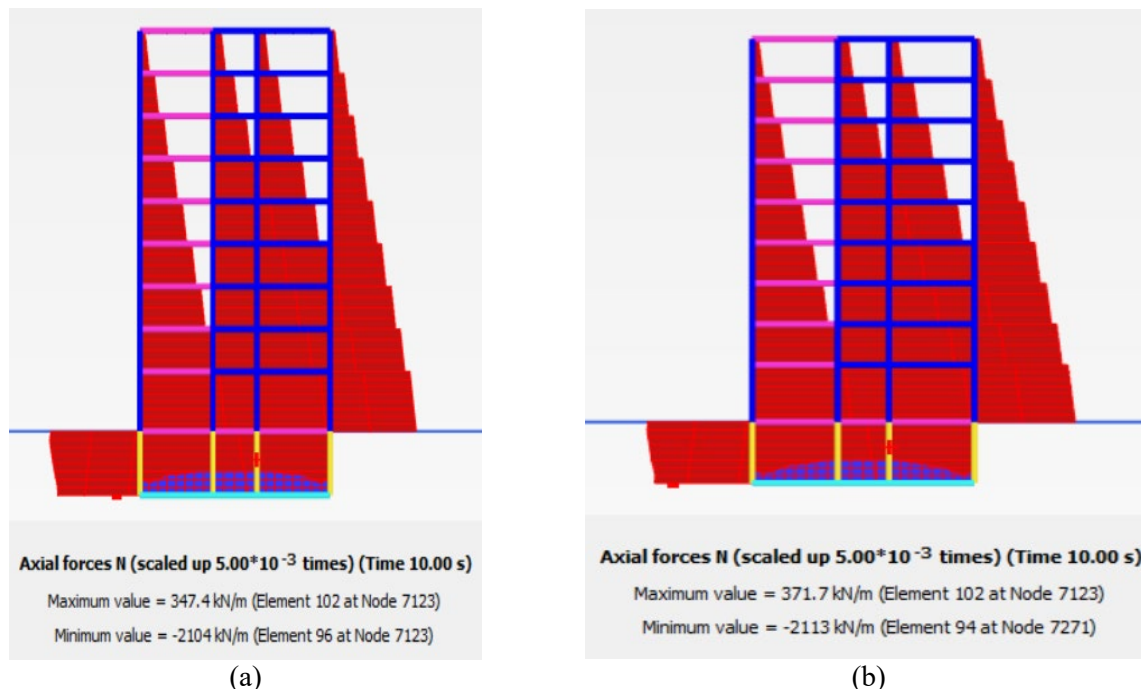 Axial forces N (scaled up 5.00*10 -3 times) (Time 10.00 s)
Maximum value = 347.4 kN/m (Element 102 at Node 7123)
Minimum value = -2104 kN/m (Element 96 at Node 7123)
(a)
Axial forces N (scaled up 5.00*10 -3 times) (Time 10.00 s)
Maximum value = 371.7 kN/m (Element 102 at Node 7123)
Minimum value = -2113 kN/m (Element 94 at Node 7271)
(b)